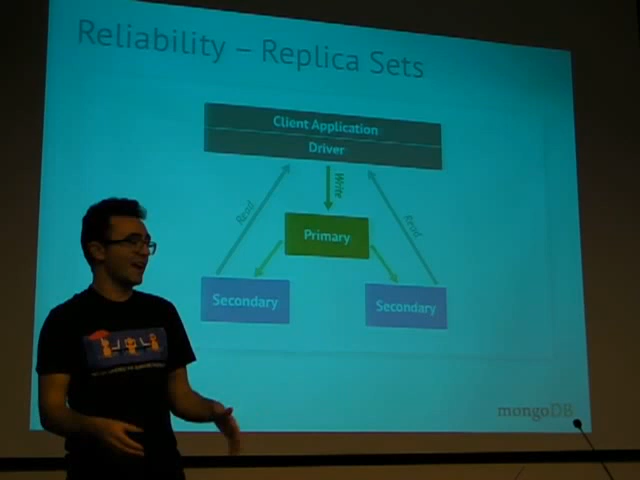 Reliability – Replica Sets
Client Application
Driver
Write
Read
Read
Primary
Secondary
Secondary
mongoDB